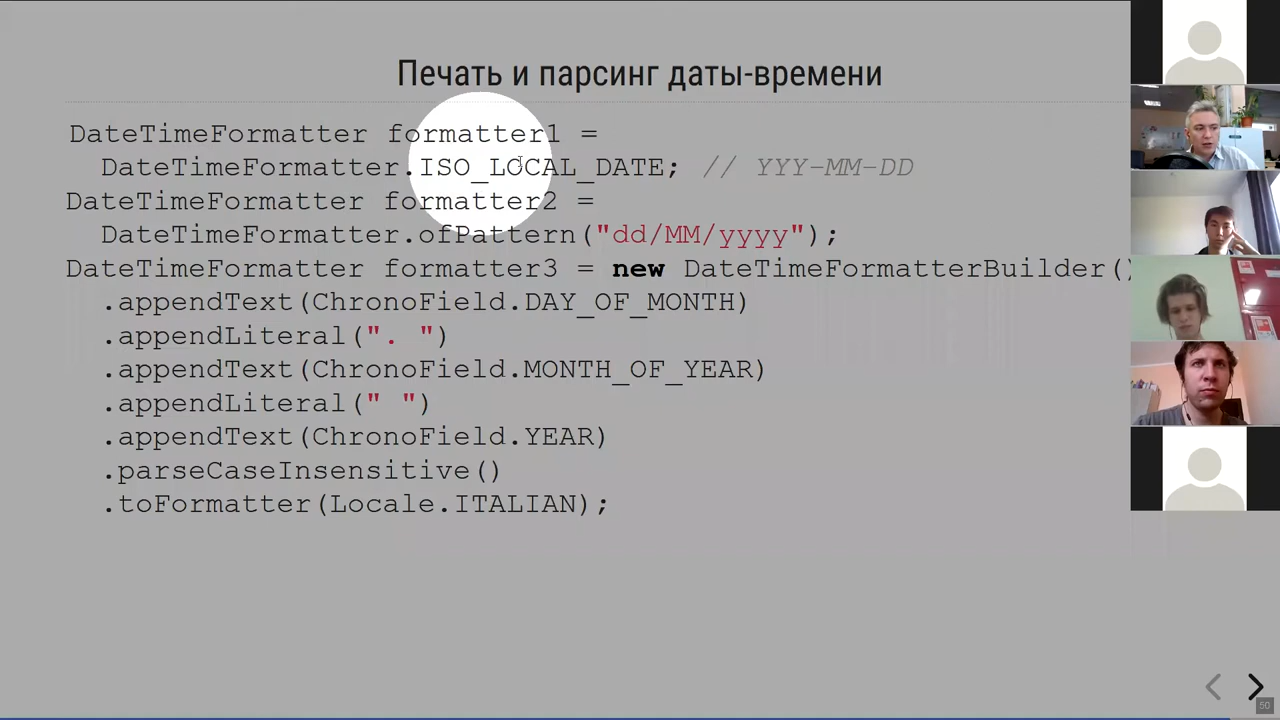 Печать и парсинг даты-времени
DateTimeFormatter formatter1 =
DateTimeFormatter.ISO_LOCAL_DATE; // YYY-MM-DD
DateTimeFormatter formatter2 =
DateTimeFormatter.ofPattern("dd/MM/yyyy");
DateTimeFormatter formatter3 = new DateTimeFormatterBuilder()
.appendText(ChronoField.DAY_OF_MONTH)
.appendLiteral(". ")
.appendText(ChronoField.MONTH_OF_YEAR)
.appendLiteral(" ")
.appendText(ChronoField.YEAR)
.parseCaseInsensitive()
.toFormatter(Locale.ITALIAN);
50